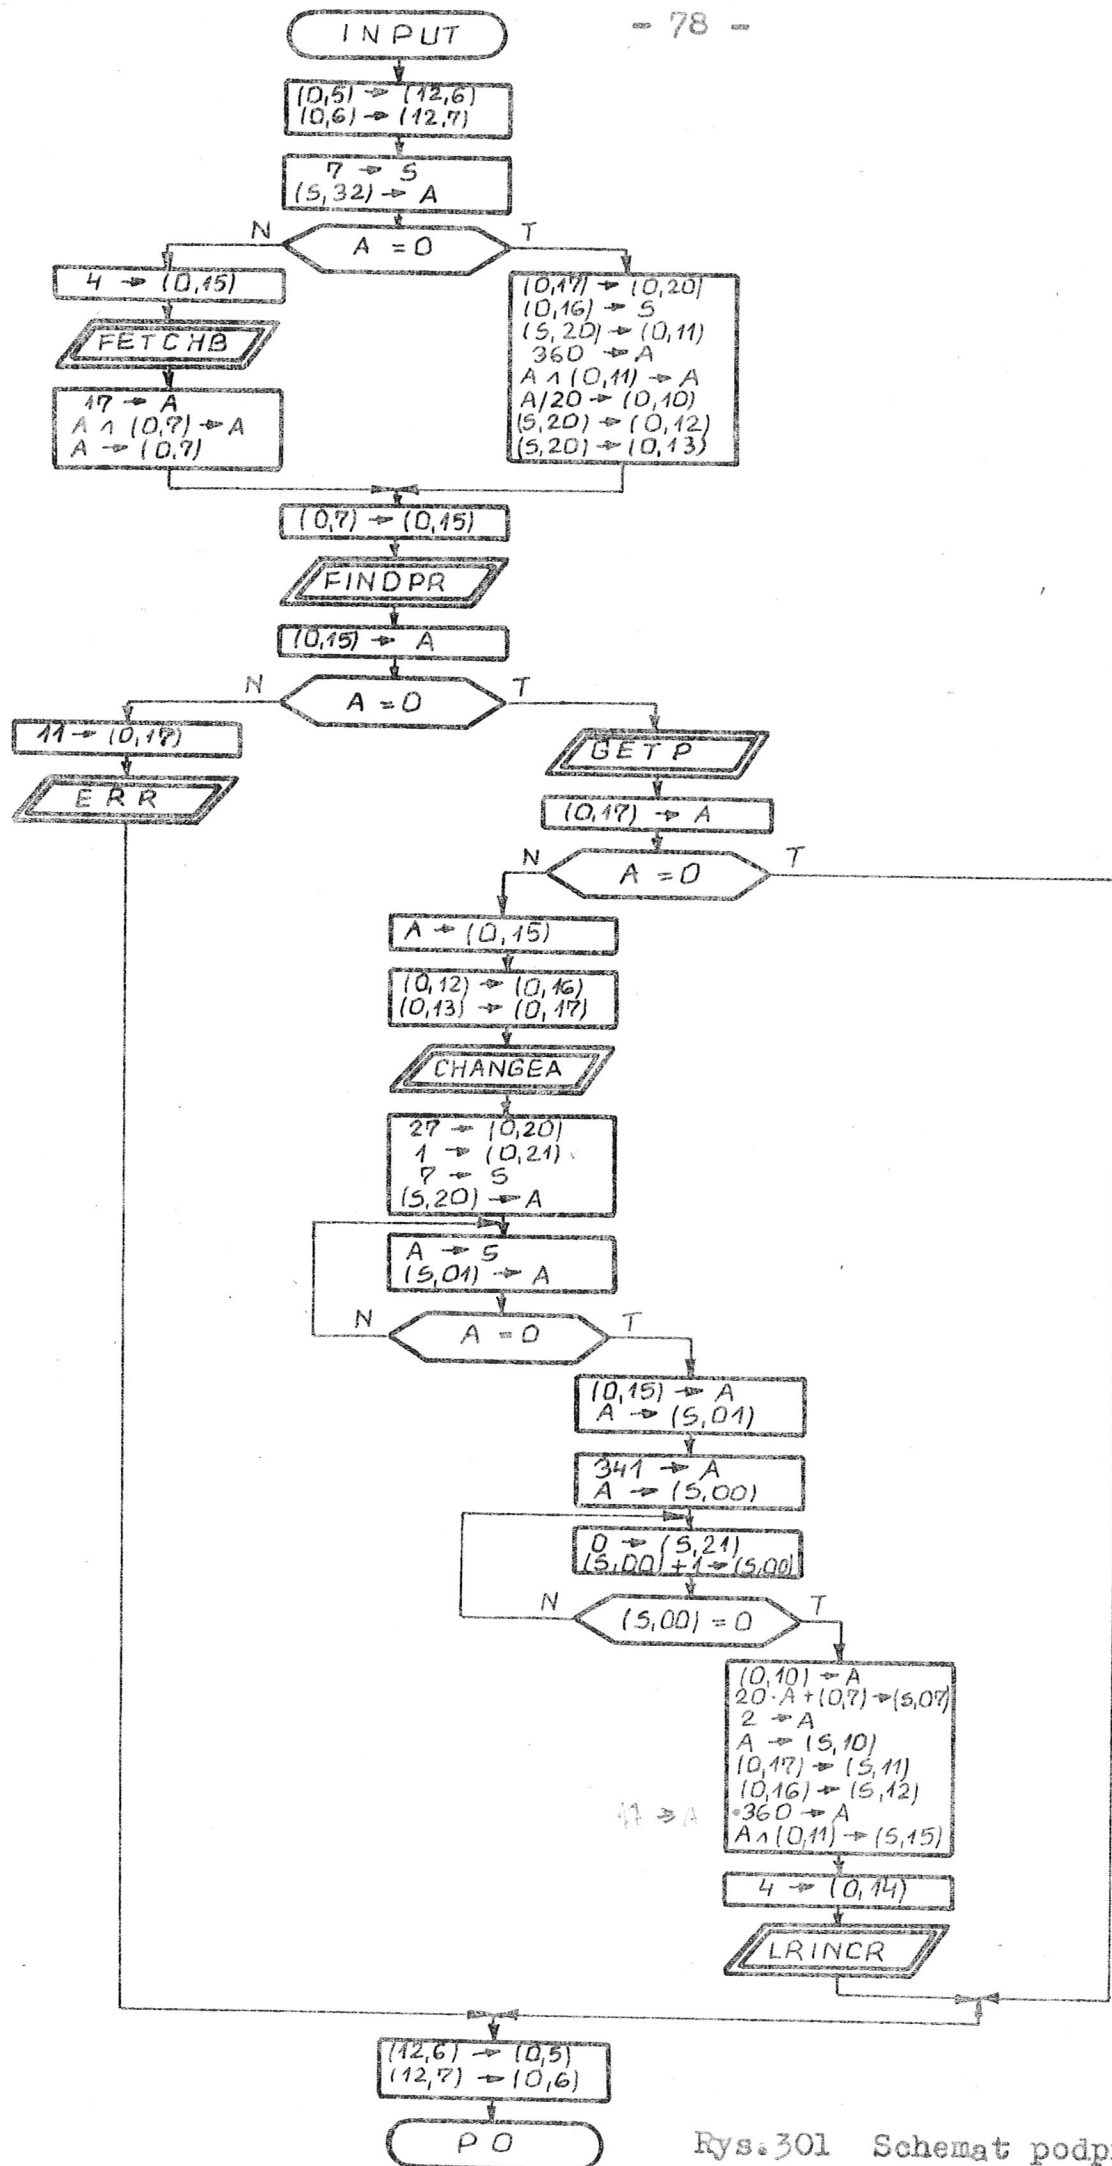 - 78 -
INPUT
(0,5) → (12,6)
(0,6) → (12,7)
7 → S
(S,32) → A
N
A = 0
T
4 → (0,15)
FETCHB
17 → A
A ∧ (0,7) → A
A → (0,7)
(0,17) → (0,20)
(0,16) → S
(S,20) → (0,11)
360 → A
A ∧ (0,11) → A
A/20 → (0,10)
(S,20) → (0,12)
(S,20) → (0,13)
(0,7) → (0,15)
FINDPR
(0,15) → A
N
A = 0
T
11 → (0,17)
ERR
GETP
(0,17) → A
N
A = 0
T
A → (0,15)
(0,12) → (0,16)
(0,13) → (0,17)
CHANGEA
27 → (0,20)
1 → (0,21)
7 → S
(S,20) → A
A → S
(S,01) → A
N
A = 0
T
(0,15) → A
A → (S,01)
341 → A
A → (S,00)
0 → (S,21)
(S,00) + 1 → (S,00)
N
(S,00) = 0
T
(0,10) → A
20·A + (0,7) → (S,07)
2 → A
A → (S,10)
(0,17) → (S,11)
(0,16) → (S,12)
360 → A
A ∧ (0,11) → (S,15)
17 → A
4 → (0,14)
LRINCR
(12,6) → (0,5)
(12,7) → (0,6)
PO
Rys.301 Schemat podp